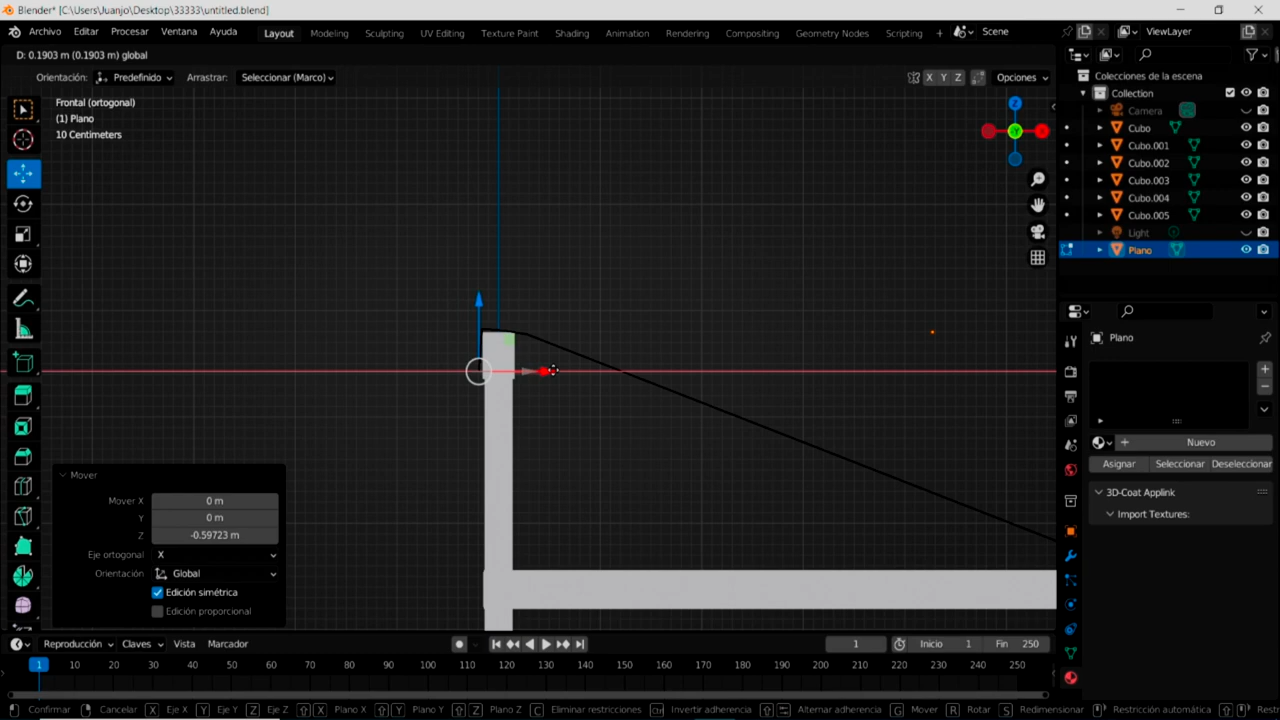 Blender* [C:\Users\Juanjo\Desktop\33333\untitled.blend]
Archivo Editar Procesar Ventana Ayuda Layout Modeling Sculpting UV Editing Texture Paint Shading Animation Rendering Compositing Geometry Nodes Scripting + Scene ViewLayer
D: 0.1903 m (0.1903 m) global
Orientación: Predefinido Arrastrar: Seleccionar (Marco) X Y Z Opciones
Frontal (ortogonal)
(1) Plano
10 Centimeters
Z
Y
Colecciones de la escena
Collection
Camera
Cubo
Cubo.001
Cubo.002
Cubo.003
Cubo.004
Cubo.005
Light
Plano
Plano
Nuevo
Asignar Seleccionar Deseleccionar
3D-Coat Applink
Import Textures:
Mover
Mover X 0 m
Y 0 m
Z -0.59723 m
Eje ortogonal X
Orientación Global
Edición simétrica
Edición proporcional
Reproducción Claves Vista Marcador 1 Inicio 1 Fin 250
1 10 20 30 40 50 60 70 80 90 100 110 120 130 140 150 160 170 180 190 200 210 220 230 240 250
Confirmar Cancelar X Eje X Y Eje Y Z Eje Z X Plano X Y Plano Y Z Plano Z C Eliminar restricciones Ctrl Invertir adherencia Alternar adherencia G Mover R Rotar S Redimensionar Restricción automática